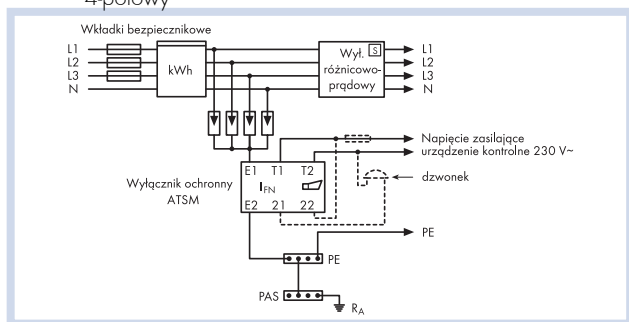 4-polowy
Wkładki bezpiecznikowe
L1
L2
L3
N
kWh
Wył. S
różnicowo-
prądowy
L1
L2
L3
N
Napięcie zasilające
urządzenie kontrolne 230 V~
dzwonek
Wyłącznik ochronny
ATSM
E1 T1 T2
IFN
E2 21 22
PE
PE
PAS
RA